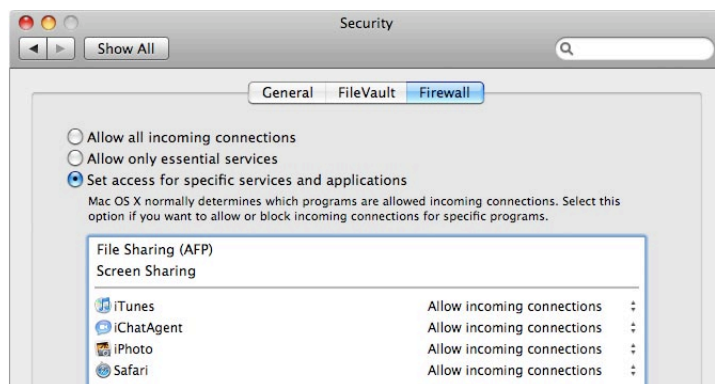 Security
Show All
General FileVault Firewall
Allow all incoming connections
Allow only essential services
Set access for specific services and applications
Mac OS X normally determines which programs are allowed incoming connections. Select this
option if you want to allow or block incoming connections for specific programs.
File Sharing (AFP)
Screen Sharing
iTunes Allow incoming connections
iChatAgent Allow incoming connections
iPhoto Allow incoming connections
Safari Allow incoming connections